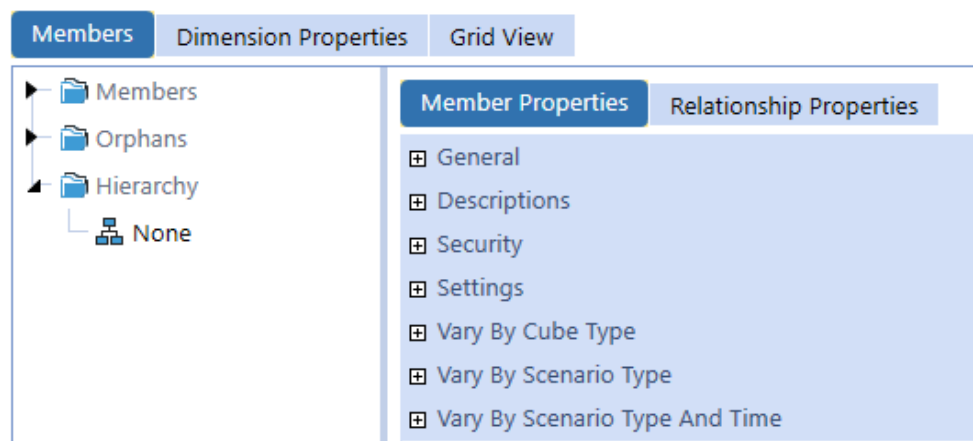 Members Dimension Properties Grid View
Members
Orphans
Hierarchy
None
Member Properties Relationship Properties
General
Descriptions
Security
Settings
Vary By Cube Type
Vary By Scenario Type
Vary By Scenario Type And Time